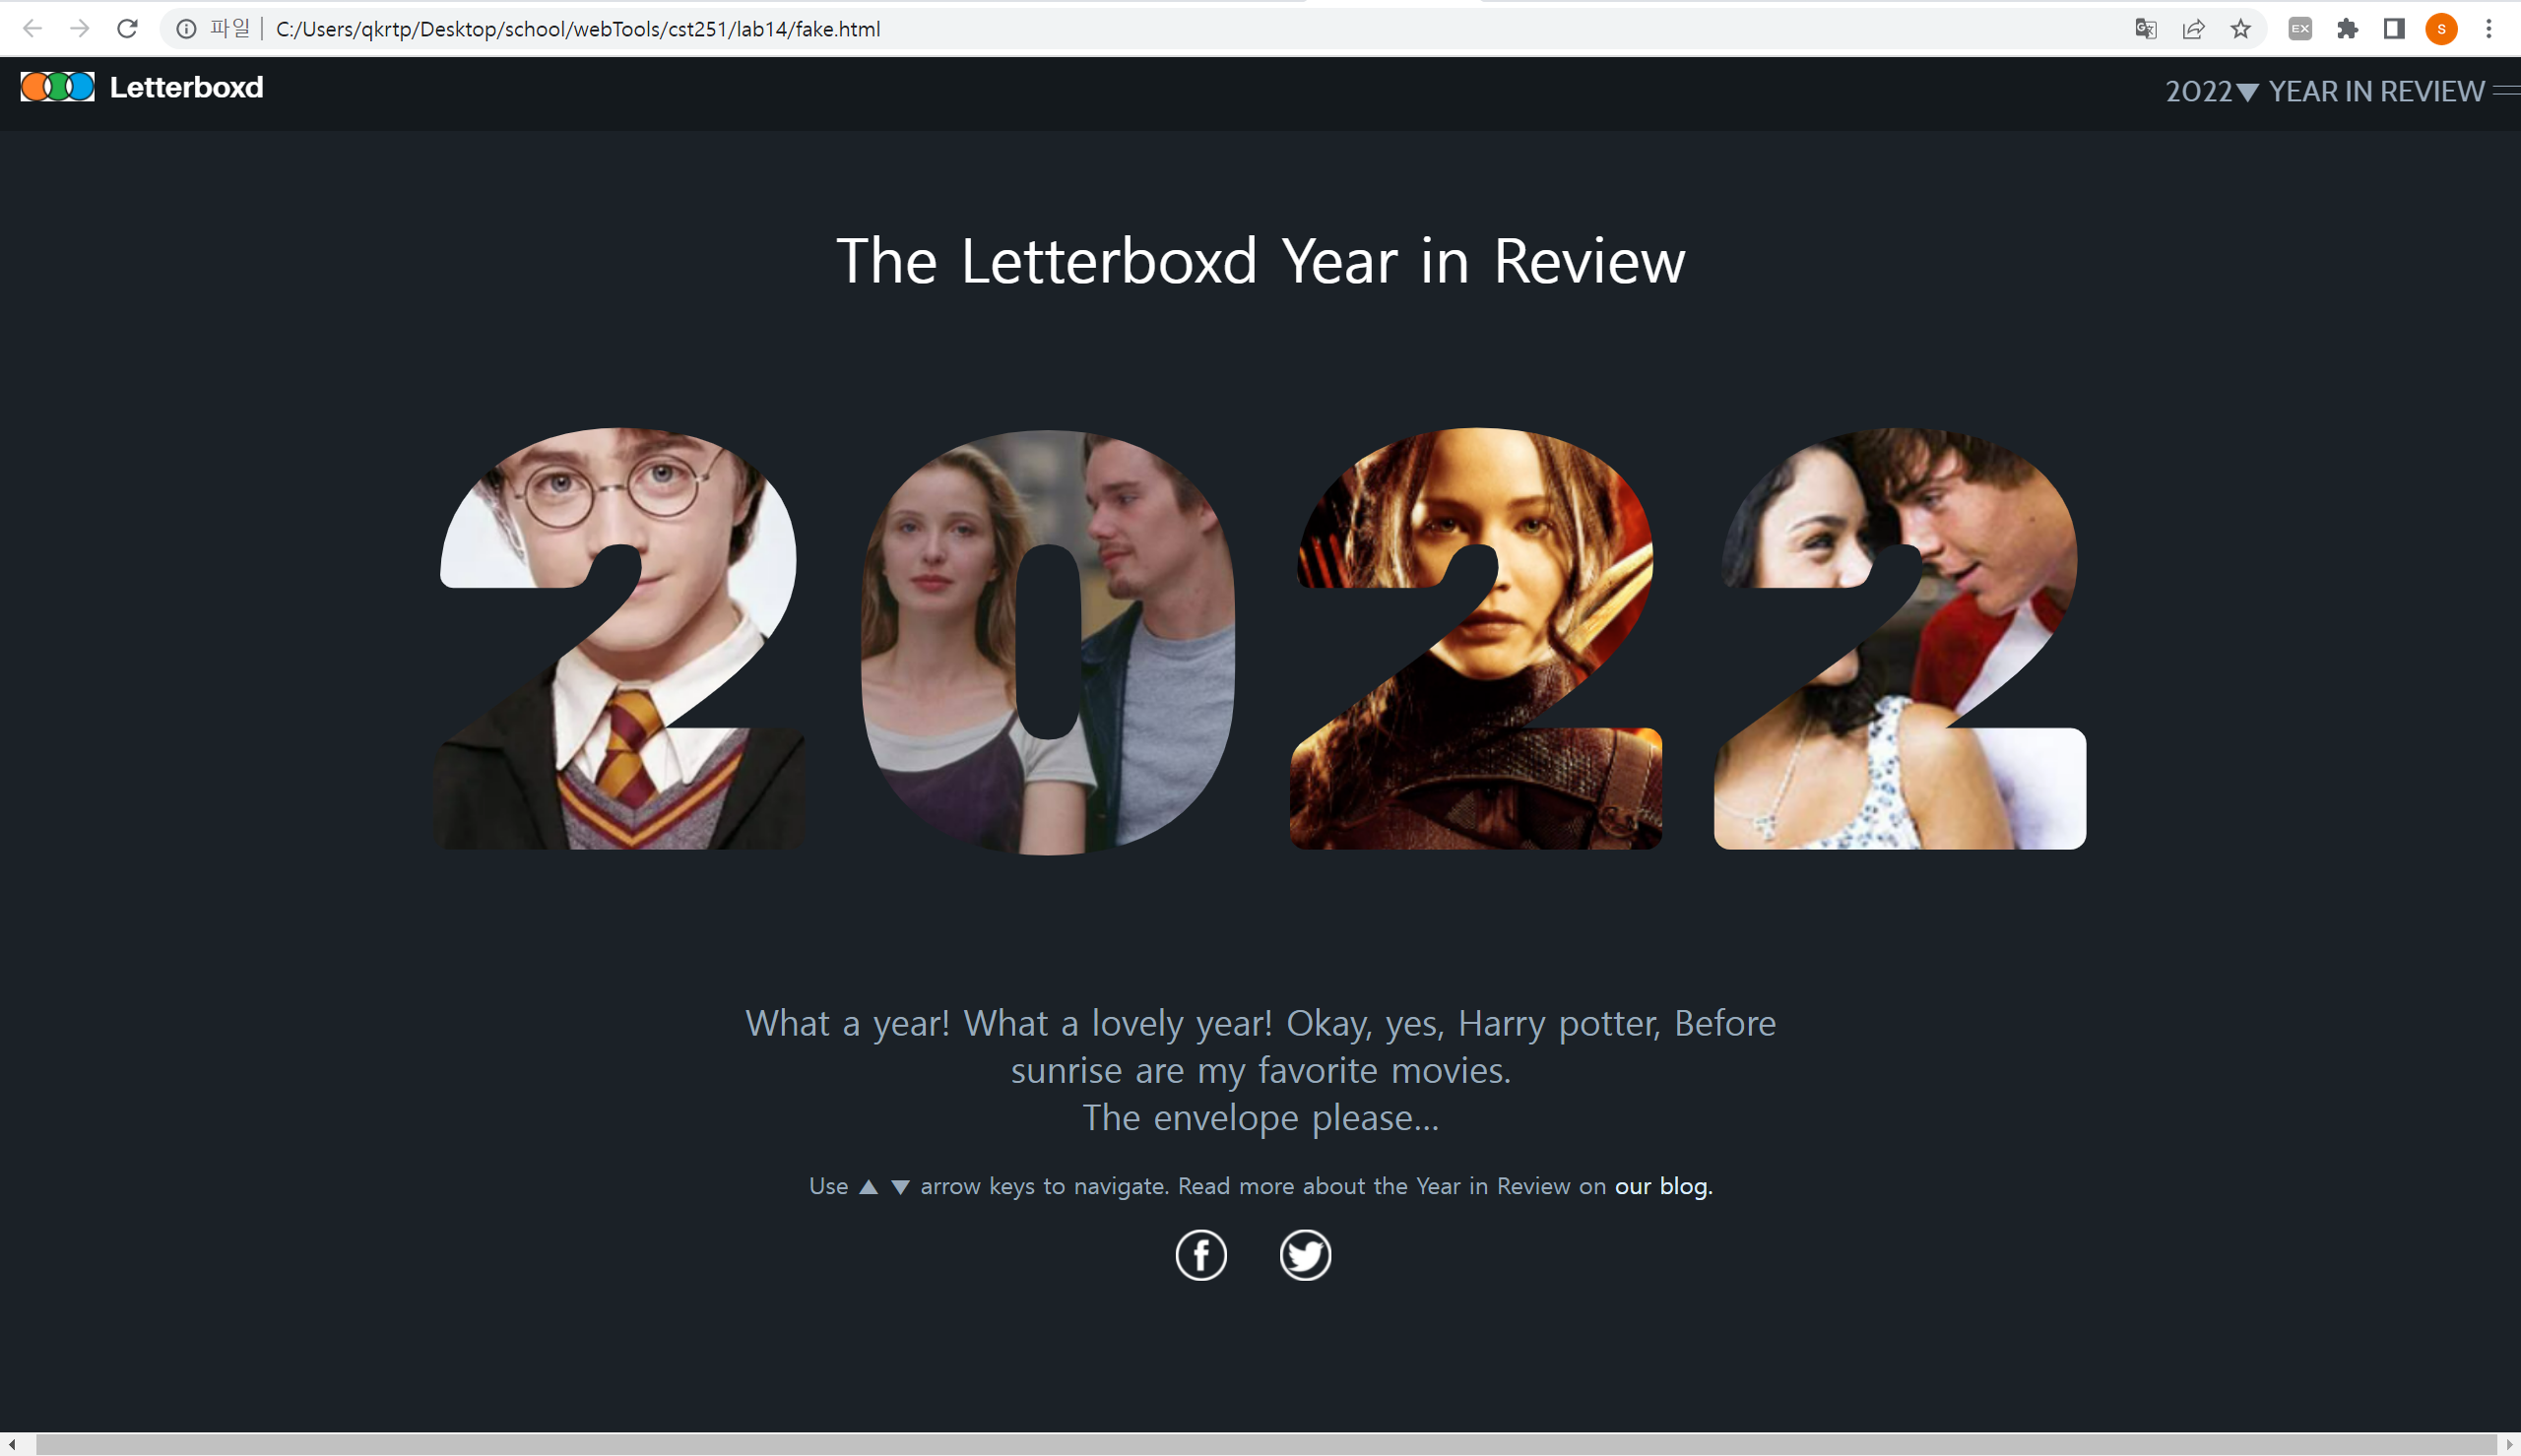 파일 C:/Users/qkrtp/Desktop/school/webTools/cst251/lab14/fake.html
EX
S
Letterboxd
2022▼ YEAR IN REVIEW
The Letterboxd Year in Review
2022
What a year! What a lovely year! Okay, yes, Harry potter, Before
sunrise are my favorite movies.
The envelope please...
Use ▲ ▼ arrow keys to navigate. Read more about the Year in Review on our blog.